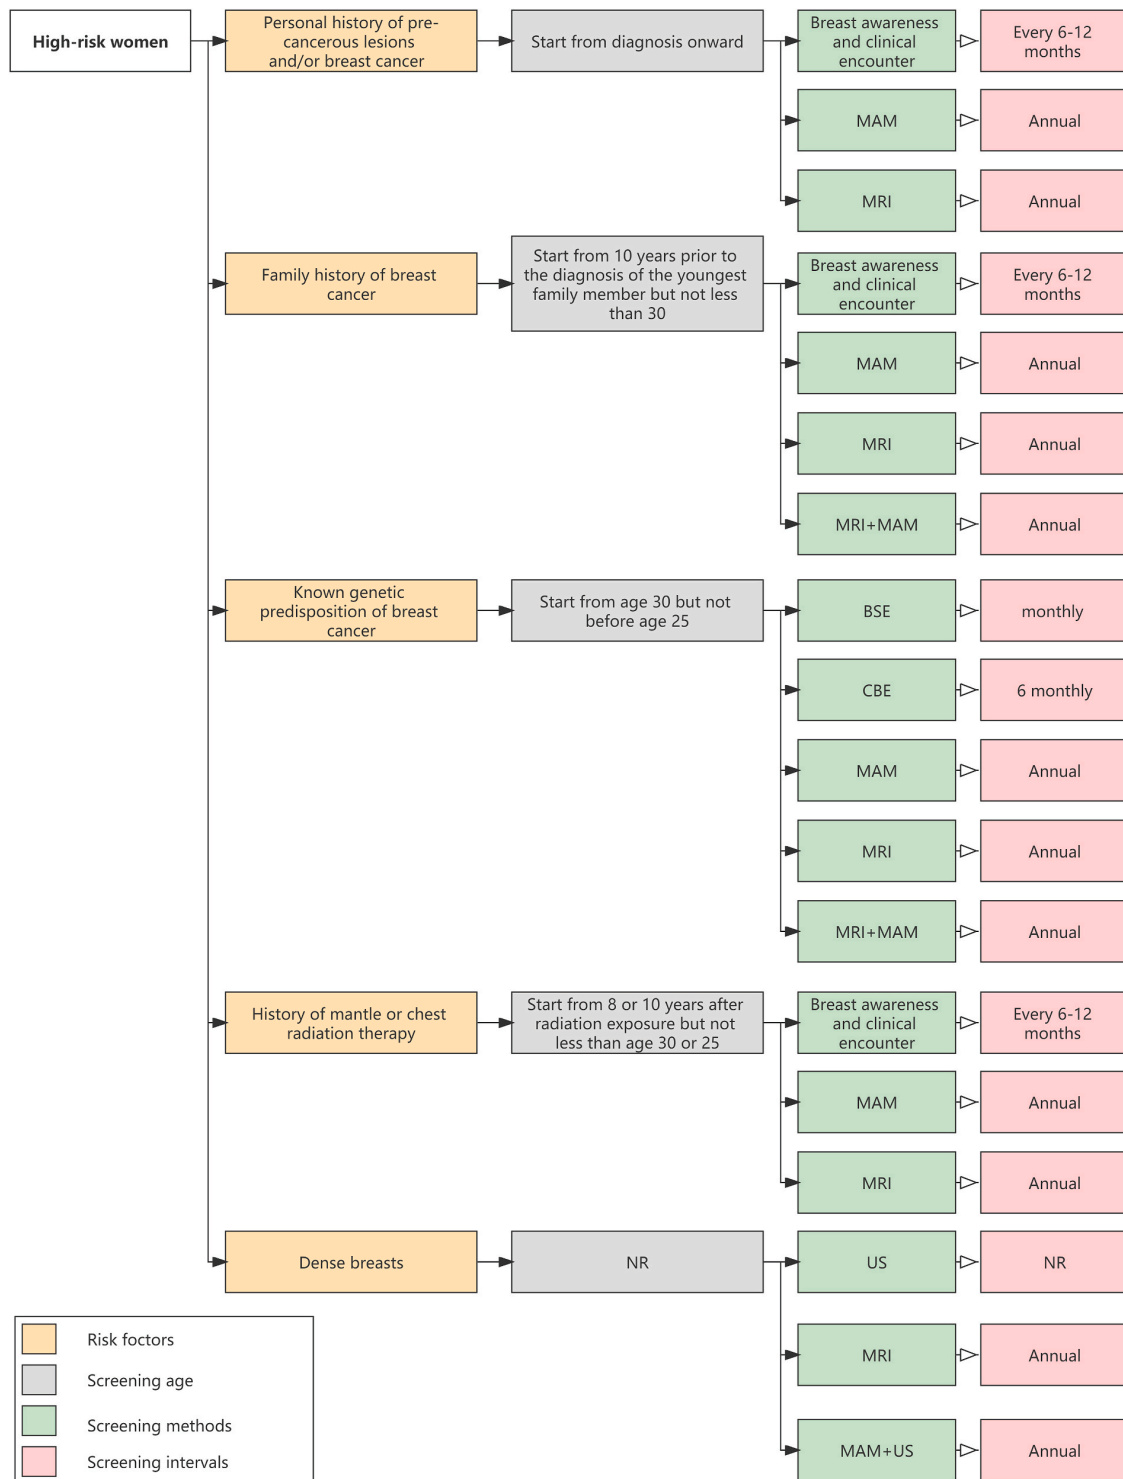 High-risk women
Personal history of pre-
cancerous lesions
and/or breast cancer
Start from diagnosis onward
Breast awareness
and clinical
encounter
Every 6-12
months
MAM
Annual
MRI
Annual
Family history of breast
cancer
Start from 10 years prior to
the diagnosis of the youngest
family member but not less
than 30
Breast awareness
and clinical
encounter
Every 6-12
months
MAM
Annual
MRI
Annual
MRI+MAM
Annual
Known genetic
predisposition of breast
cancer
Start from age 30 but not
before age 25
BSE
monthly
CBE
6 monthly
MAM
Annual
MRI
Annual
MRI+MAM
Annual
History of mantle or chest
radiation therapy
Start from 8 or 10 years after
radiation exposure but not
less than age 30 or 25
Breast awareness
and clinical
encounter
Every 6-12
months
MAM
Annual
MRI
Annual
Dense breasts
NR
US
NR
MRI
Annual
MAM+US
Annual
Risk foctors
Screening age
Screening methods
Screening intervals